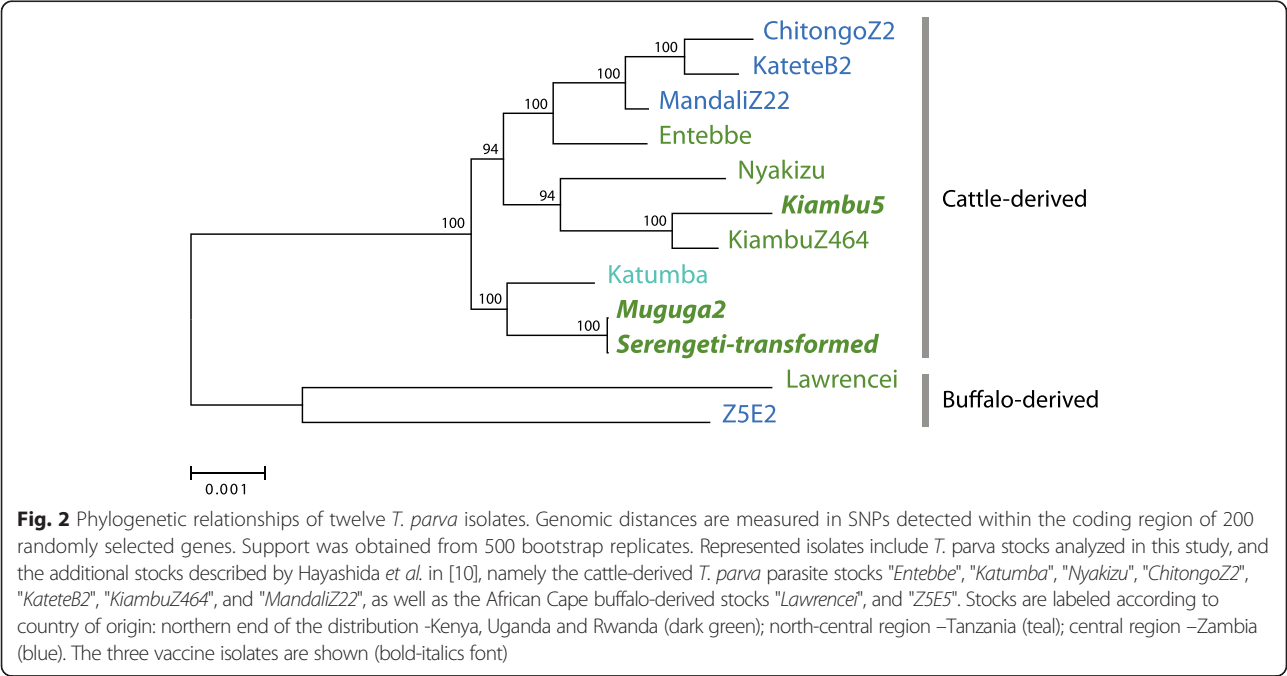 ChitongoZ2
100
KateteB2
100
MandaliZ22
100
Entebbe
94
Nyakizu
94
Kiambu5
Cattle-derived
100
100
KiambuZ464
Katumba
100
Muguga2
100
Serengeti-transformed
Lawrencei
Buffalo-derived
Z5E2
0.001
Fig. 2 Phylogenetic relationships of twelve T. parva isolates. Genomic distances are measured in SNPs detected within the coding region of 200
randomly selected genes. Support was obtained from 500 bootstrap replicates. Represented isolates include T. parva stocks analyzed in this study, and
the additional stocks described by Hayashida et al. in [10], namely the cattle-derived T. parva parasite stocks "Entebbe", "Katumba", "Nyakizu", "ChitongoZ2",
"KateteB2", "KiambuZ464", and "MandaliZ22", as well as the African Cape buffalo-derived stocks "Lawrencei", and "Z5E5". Stocks are labeled according to
country of origin: northern end of the distribution -Kenya, Uganda and Rwanda (dark green); north-central region –Tanzania (teal); central region –Zambia
(blue). The three vaccine isolates are shown (bold-italics font)